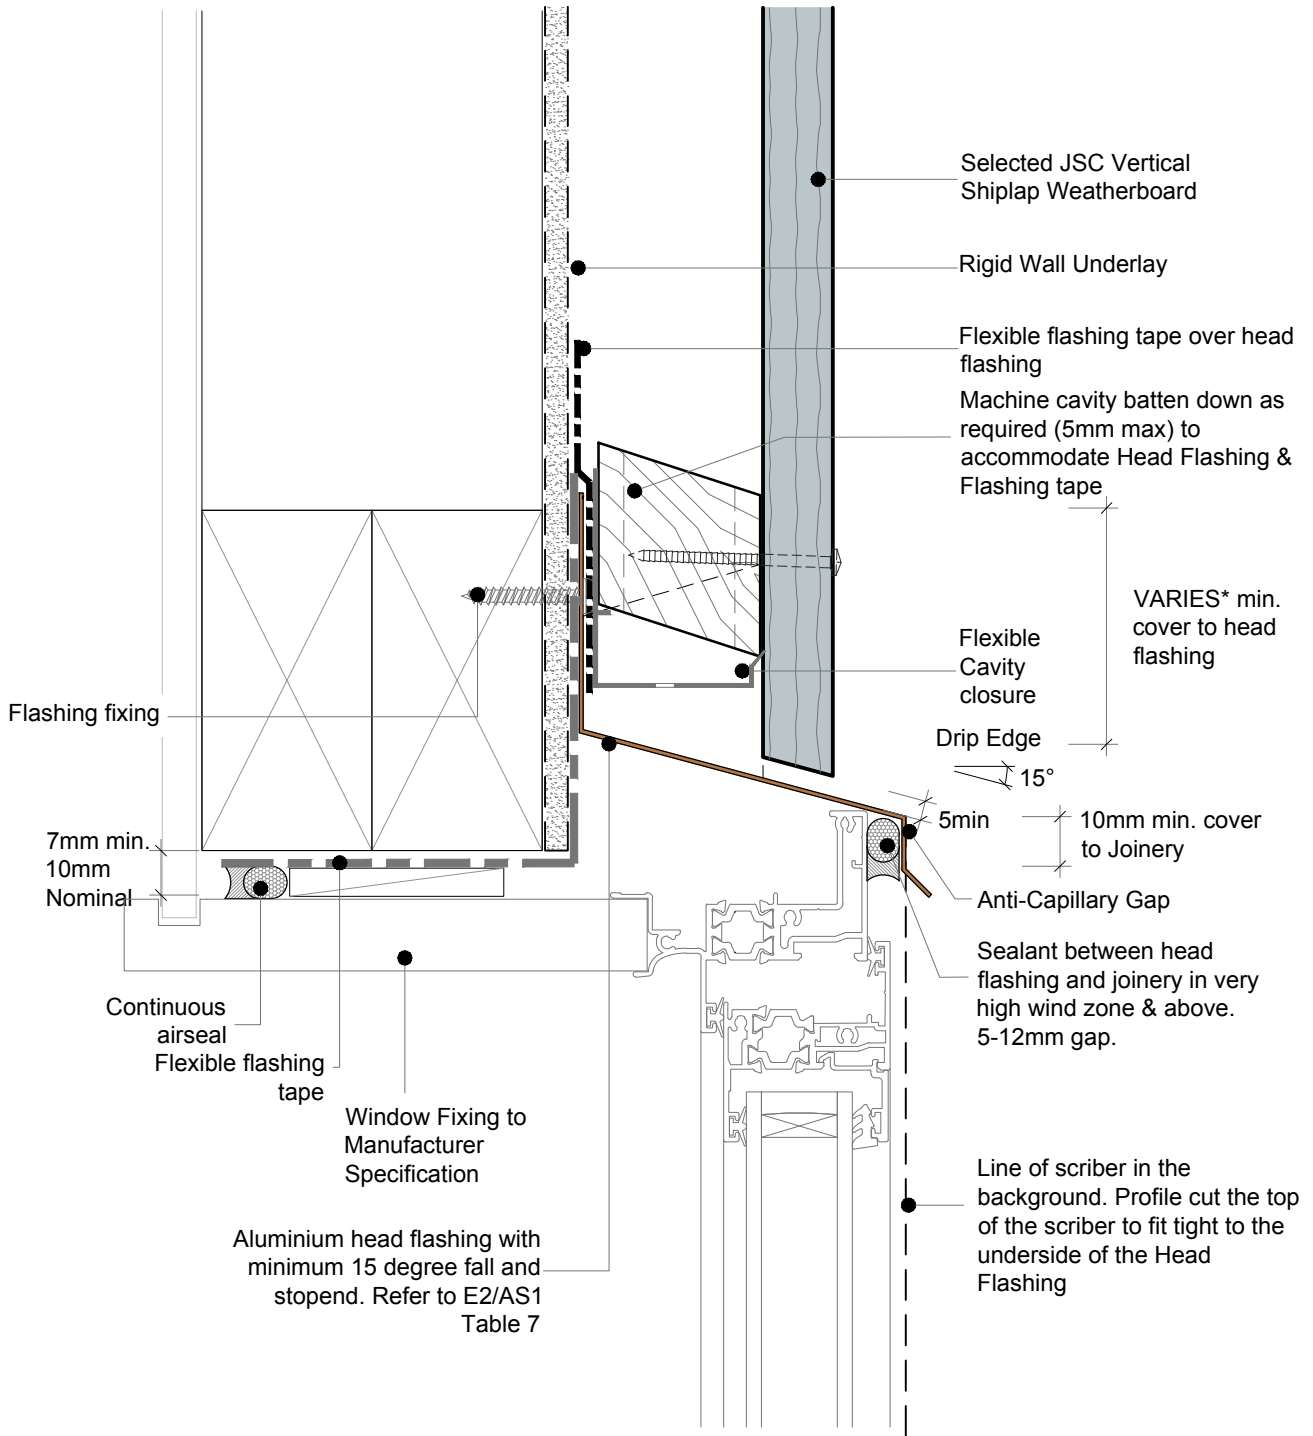 Selected JSC Vertical
Shiplap Weatherboard
Rigid Wall Underlay
Flexible flashing tape over head
flashing
Machine cavity batten down as
required (5mm max) to
accommodate Head Flashing &
Flashing tape
VARIES* min.
cover to head
flashing
Flexible
Cavity
closure
Flashing fixing
Drip Edge
15°
5min
10mm min. cover
to Joinery
7mm min.
10mm
Nominal
Anti-Capillary Gap
Sealant between head
flashing and joinery in very
high wind zone & above.
5-12mm gap.
Continuous
airseal
Flexible flashing
tape
Window Fixing to
Manufacturer
Specification
Line of scriber in the
background. Profile cut the top
of the scriber to fit tight to the
underside of the Head
Flashing
Aluminium head flashing with
minimum 15 degree fall and
stopend. Refer to E2/AS1
Table 7